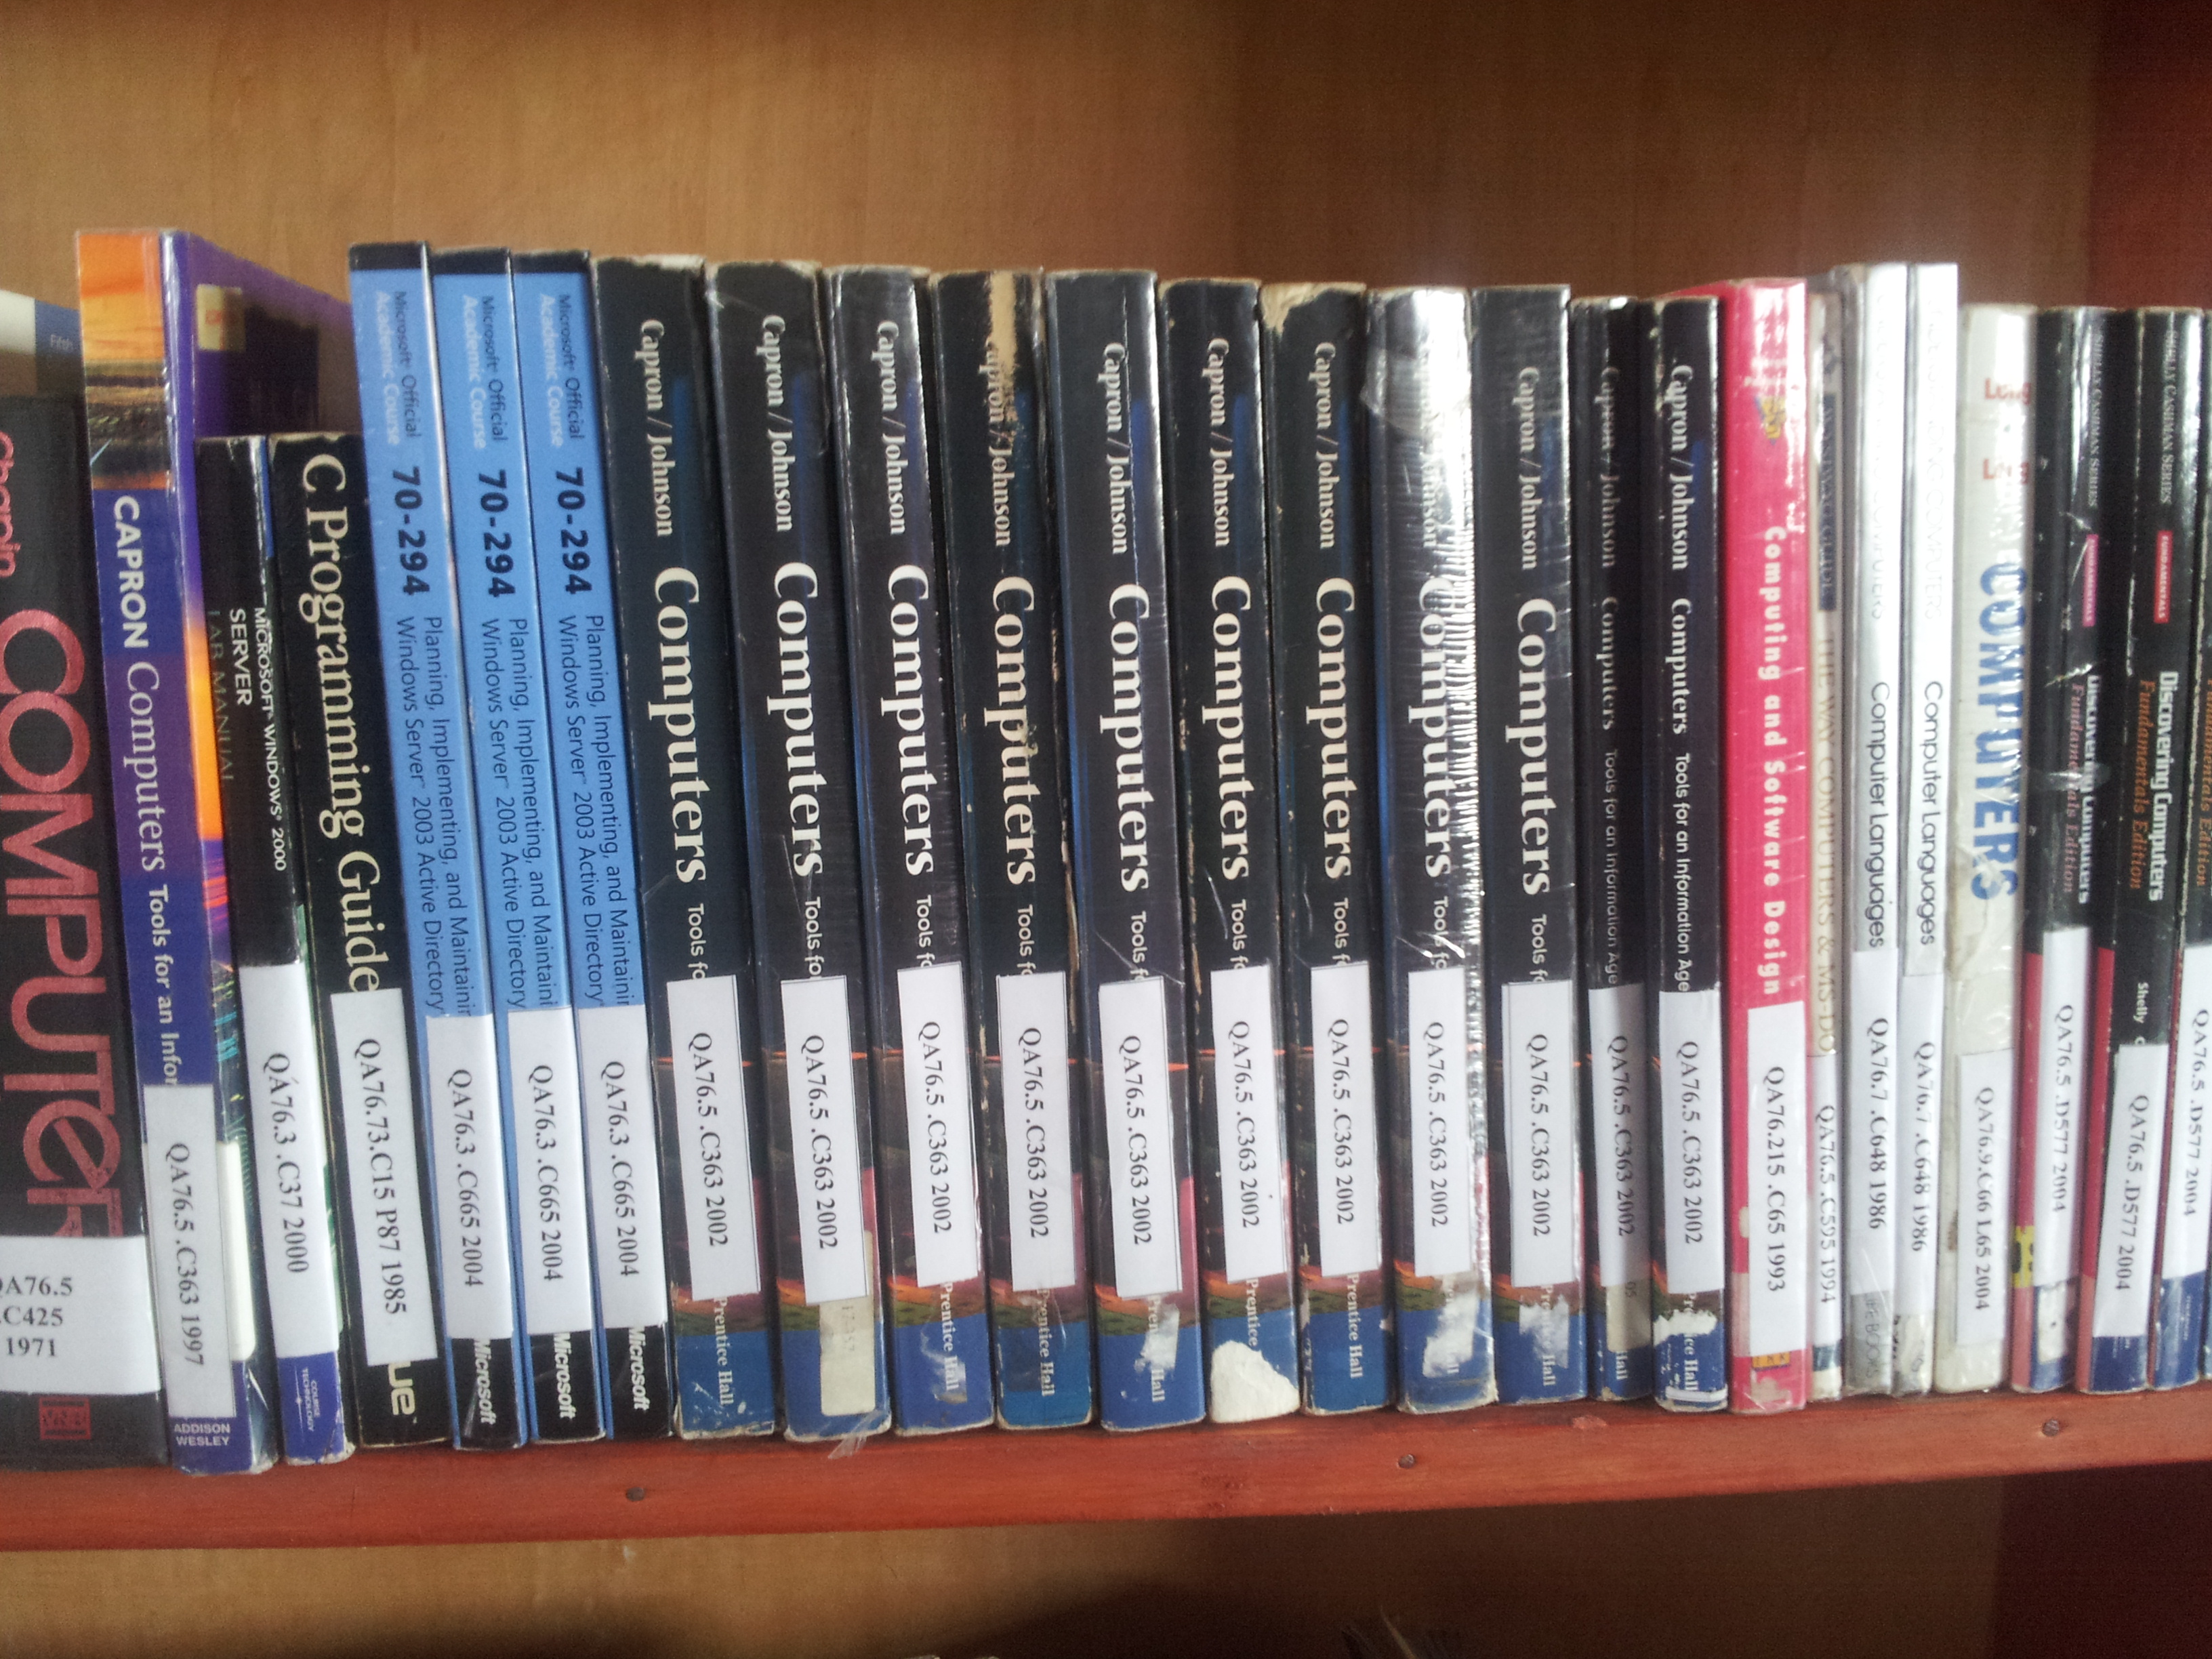 Chapin
COMPUTER
QA76.5
.C425
1971
CAPRON Computers Tools for an Infor
QA76.5 .C363 1997
ADDISON
WESLEY
MICROSOFT WINDOWS 2000
SERVER
LAB MANUAL
QA76.3 .C37 2000
COURSE
TECHNOLOGY
C Programming Guide
QA76.73.C15 P87 1985
Microsoft Official
Academic Course
70-294
Planning, Implementing, and Maintainin
Windows Server 2003 Active Directory
QA76.3 .C665 2004
Microsoft
Microsoft Official
Academic Course
70-294
Planning, Implementing, and Maintaini
Windows Server 2003 Active Directory
QA76.3 .C665 2004
Microsoft
Microsoft Official
Academic Course
70-294
Planning, Implementing, and Maintainin
Windows Server 2003 Active Directory
QA76.3 .C665 2004
Microsoft
Capron / Johnson Computers Tools fo
QA76.5 .C363 2002
Prentice Hall
Capron / Johnson Computers Tools fo
QA76.5 .C363 2002
Capron / Johnson Computers Tools fo
QA76.5 .C363 2002
Prentice Hall
Capron / Johnson Computers Tools fo
QA76.5 .C363 2002
Prentice Hall
Capron / Johnson Computers Tools fo
QA76.5 .C363 2002
Hall
Capron / Johnson Computers Tools fo
QA76.5 .C363 2002
Prentice
Capron / Johnson Computers Tools fo
QA76.5 .C363 2002
Prentice Hall
Johnson Computers Tools fo
QA76.5 .C363 2002
Capron / Johnson Computers Tools fo
QA76.5 .C363 2002
Hall
Capron / Johnson Computers Tools for an Information Age
QA76.5 .C363 2002
Capron / Johnson Computers Tools for an Information Age
QA76.5 .C363 2002
Hall
Computing and Software Design
QA76.215 .C65 1993
THE WAY COMPUTERS & MS-DO
QA76.5 .C595 1994
COMPUTERS
Computer Languages
QA76.7 .C648 1986
COMPUTERS
Computer Languages
QA76.7 .C648 1986
Long
Long
COMPUTERS
QA76.9.C66 L65 2004
SHELLY CASHMAN SERIES
FUNDAMENTALS
Discovering Computers
Fundamentals Edition
QA76.5 .D577 2004
SHELLY CASHMAN SERIES
FUNDAMENTALS
Discovering Computers
Fundamentals Edition
Shelly
QA76.5 .D577 2004
Fundamentals Edition
QA76.5 .D577 2004